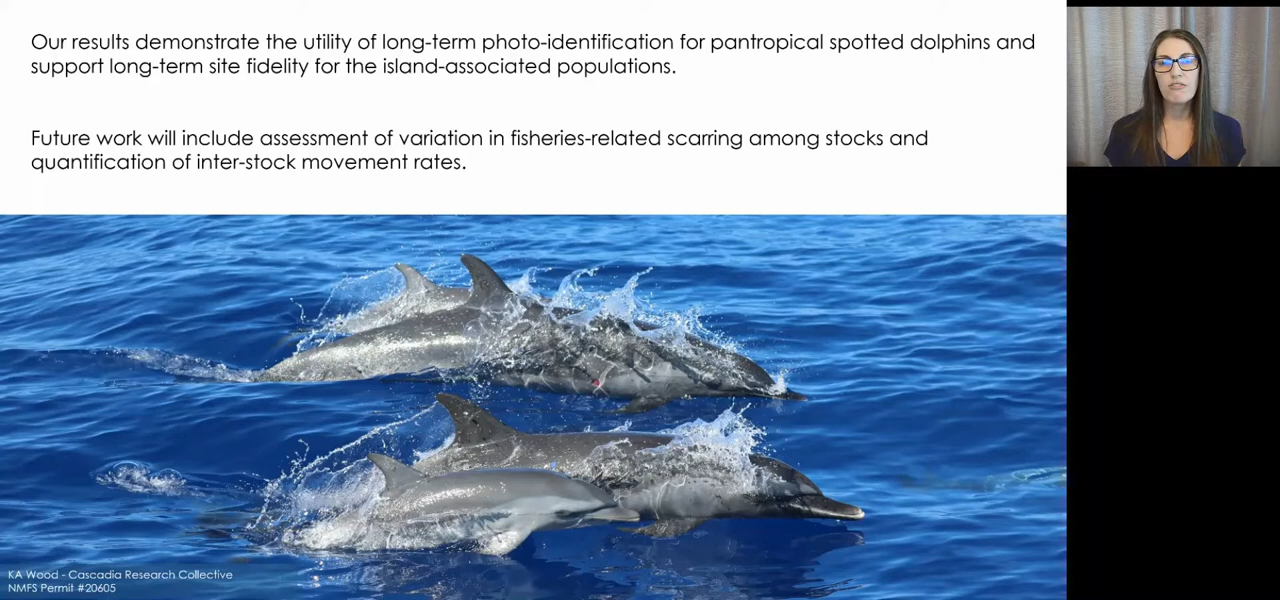 Our results demonstrate the utility of long-term photo-identification for pantropical spotted dolphins and
support long-term site fidelity for the island-associated populations.
Future work will include assessment of variation in fisheries-related scarring among stocks and
quantification of inter-stock movement rates.
KA Wood - Cascadia Research Collective
NMFS Permit #20605